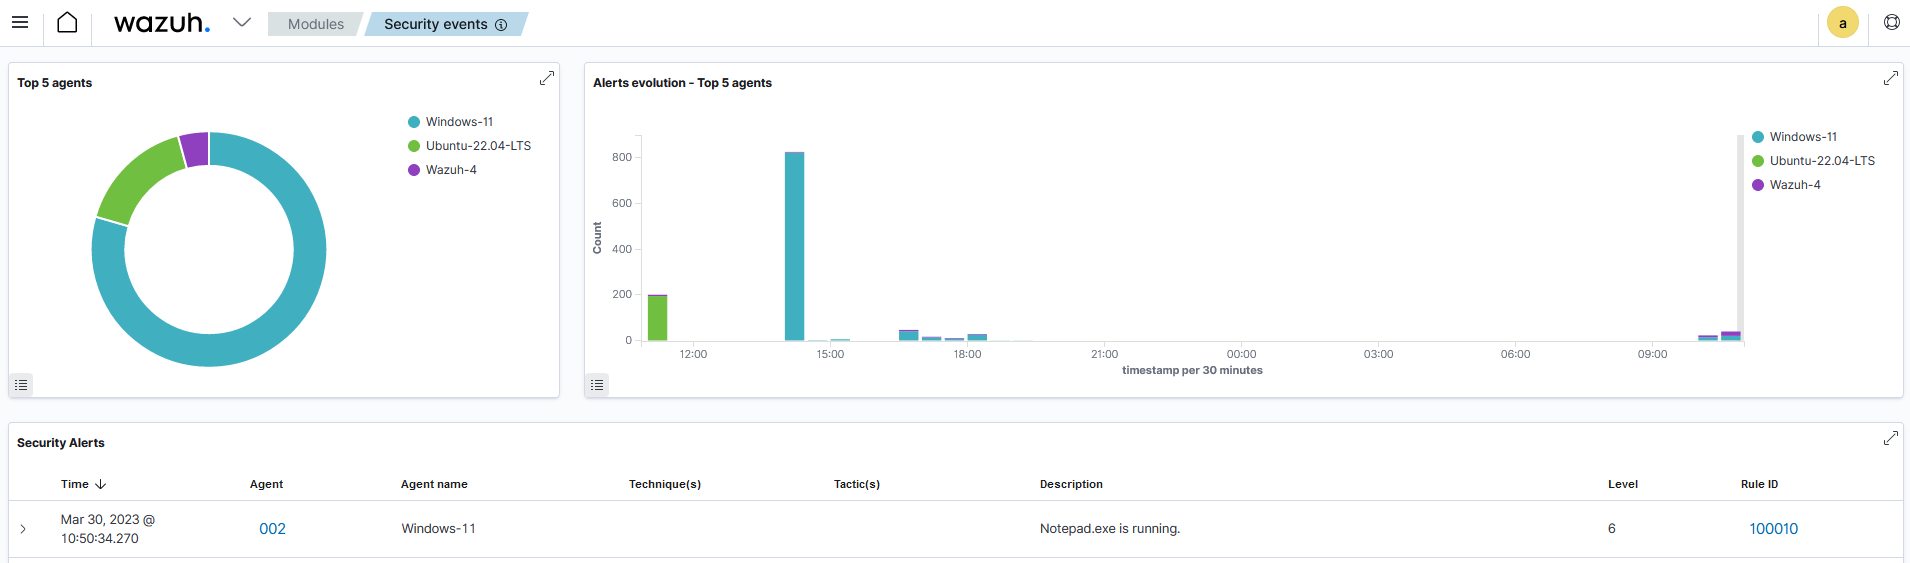 wazuh.
Modules
Security events
a
Top 5 agents
Windows-11
Ubuntu-22.04-LTS
Wazuh-4
Alerts evolution - Top 5 agents
Count
800
600
400
200
0
12:00
15:00
18:00
21:00
00:00
03:00
06:00
09:00
timestamp per 30 minutes
Windows-11
Ubuntu-22.04-LTS
Wazuh-4
Security Alerts
Time Agent Agent name Technique(s) Tactic(s) Description Level Rule ID
Mar 30, 2023 @
10:50:34.270
002 Windows-11 Notepad.exe is running. 6 100010